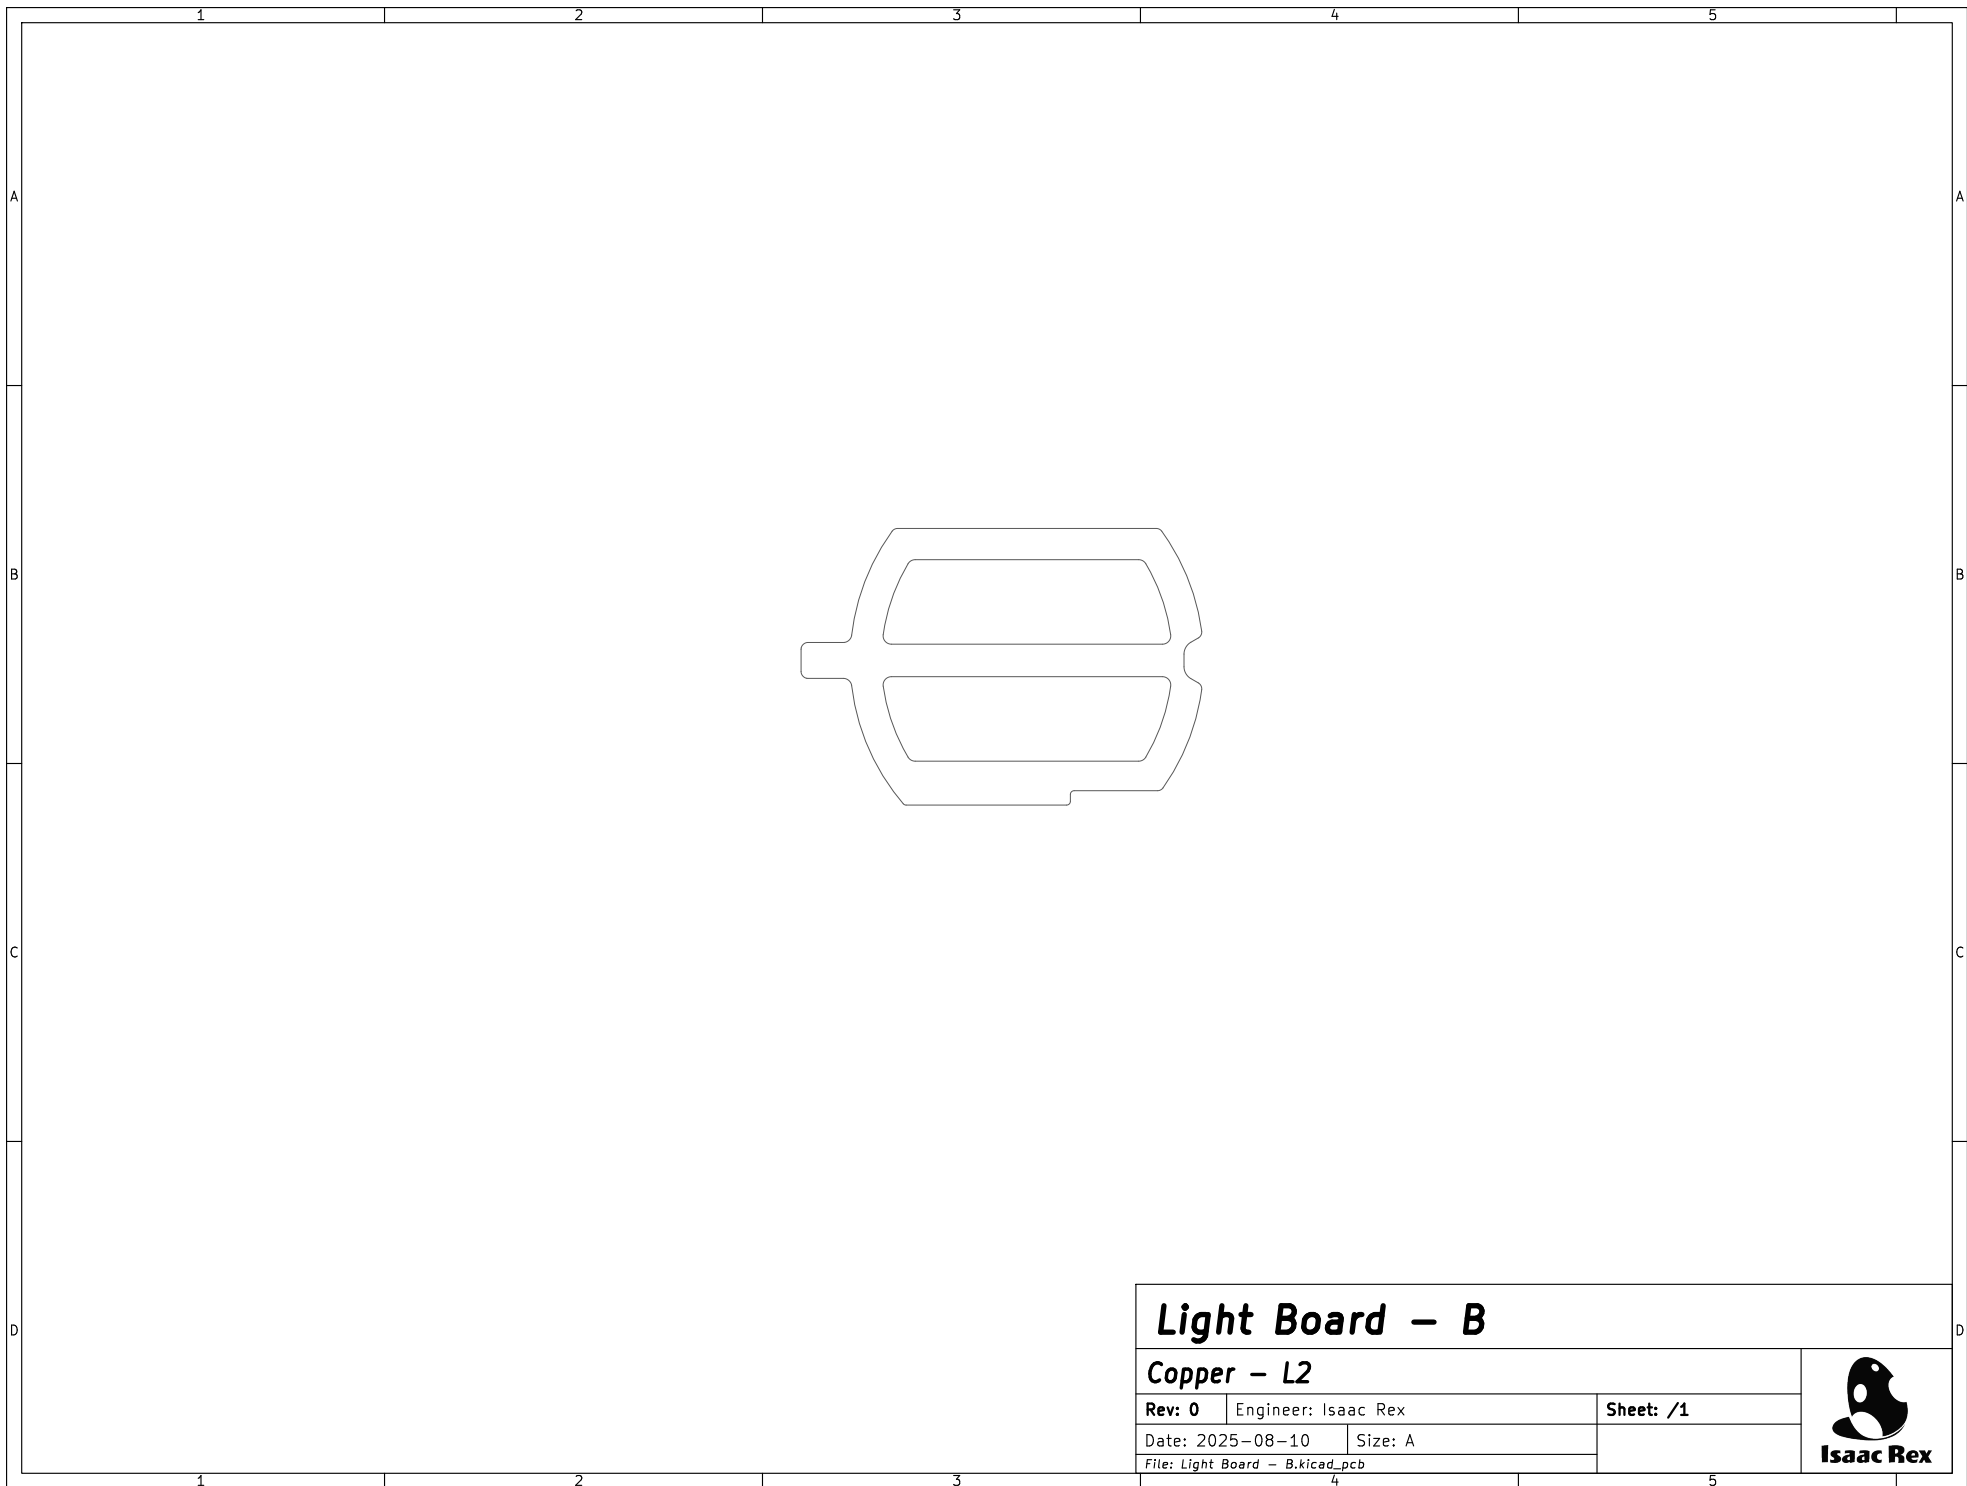 1 2 3 4 5
A A
B B
C C
D D
Light Board - B
Copper - L2
Rev: 0 Engineer: Isaac Rex Sheet: /1
Date: 2025-08-10 Size: A
File: Light Board - B.kicad_pcb
Isaac Rex
1 2 3 4 5